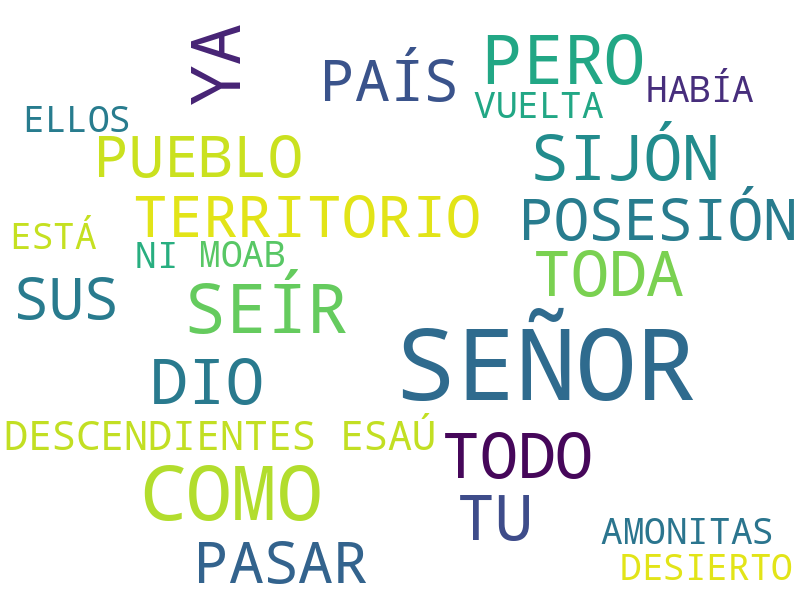 YA
PAÍS
PERO
HABÍA
VUELTA
ELLOS
PUEBLO
SIJÓN
TERRITORIO
POSESIÓN
ESTÁ
NI
MOAB
TODA
SUS
SEÍR
SEÑOR
DIO
DESCENDIENTES ESAÚ
TODO
COMO
TU
AMONITAS
PASAR
DESIERTO